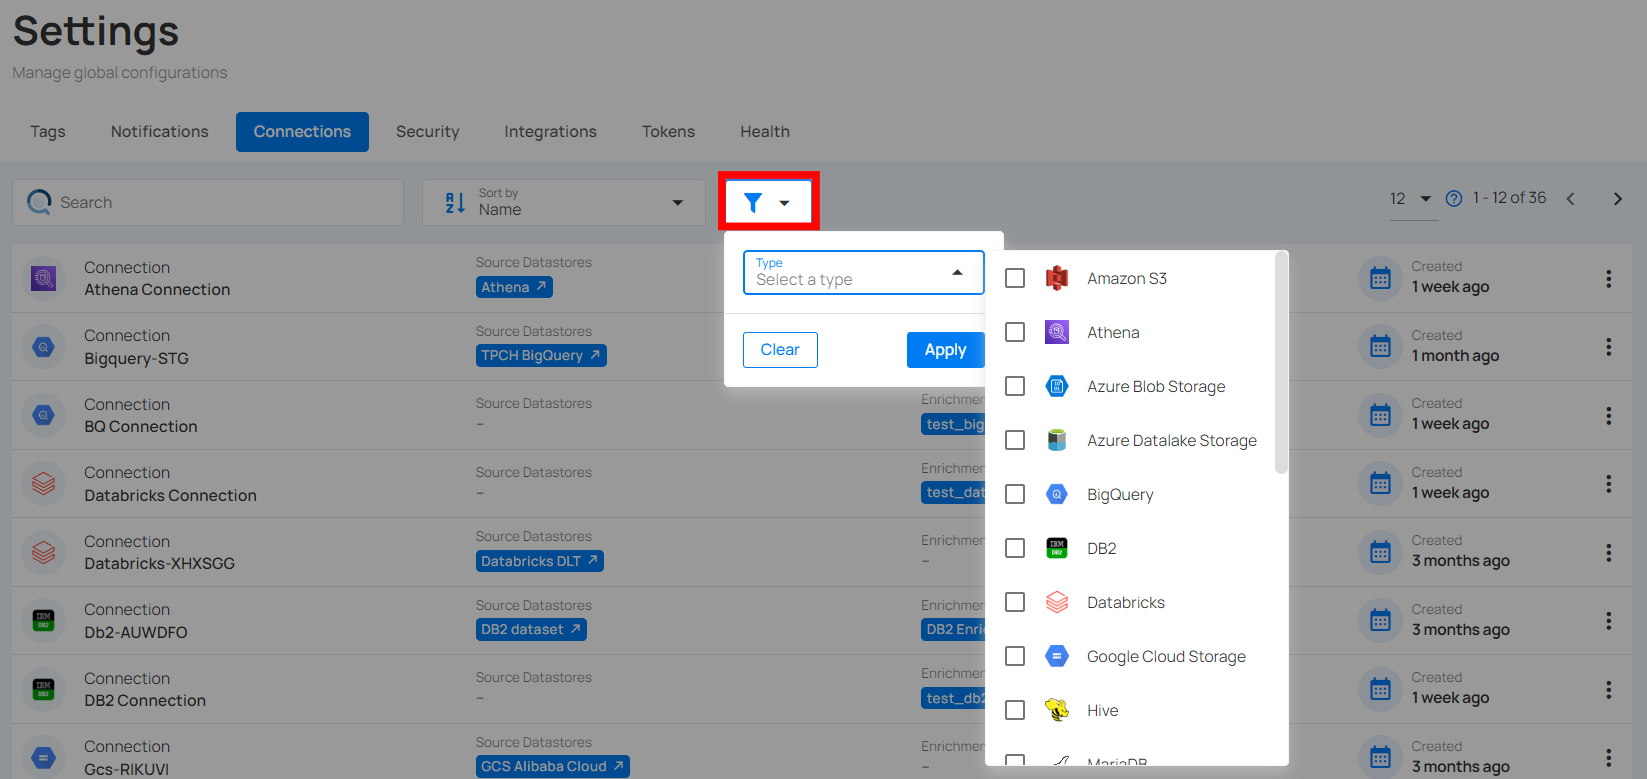 Settings
Manage global configurations
Tags Notifications Connections Security Integrations Tokens Health
Search
Sort by
Name
12 1 - 12 of 36
Type
Select a type
Clear Apply
Amazon S3
Athena
Azure Blob Storage
Azure Datalake Storage
BigQuery
DB2
Databricks
Google Cloud Storage
Hive
MariaDB
Connection
Athena Connection
Source Datastores
Athena
Created
1 week ago
Connection
Bigquery-STG
Source Datastores
TPCH BigQuery
Created
1 month ago
Connection
BQ Connection
Source Datastores
–
Enrichmen
test_big
Created
1 week ago
Connection
Databricks Connection
Source Datastores
–
Enrichmen
test_dat
Created
1 week ago
Connection
Databricks-XHXSGG
Source Datastores
Databricks DLT
Enrichmen
–
Created
3 months ago
Connection
Db2-AUWDFO
Source Datastores
DB2 dataset
Enrichmen
DB2 Enri
Created
3 months ago
Connection
DB2 Connection
Source Datastores
–
Enrichmen
test_db2
Created
1 week ago
Connection
Gcs-RIKUVI
Source Datastores
GCS Alibaba Cloud
Enrichmen
–
Created
3 months ago